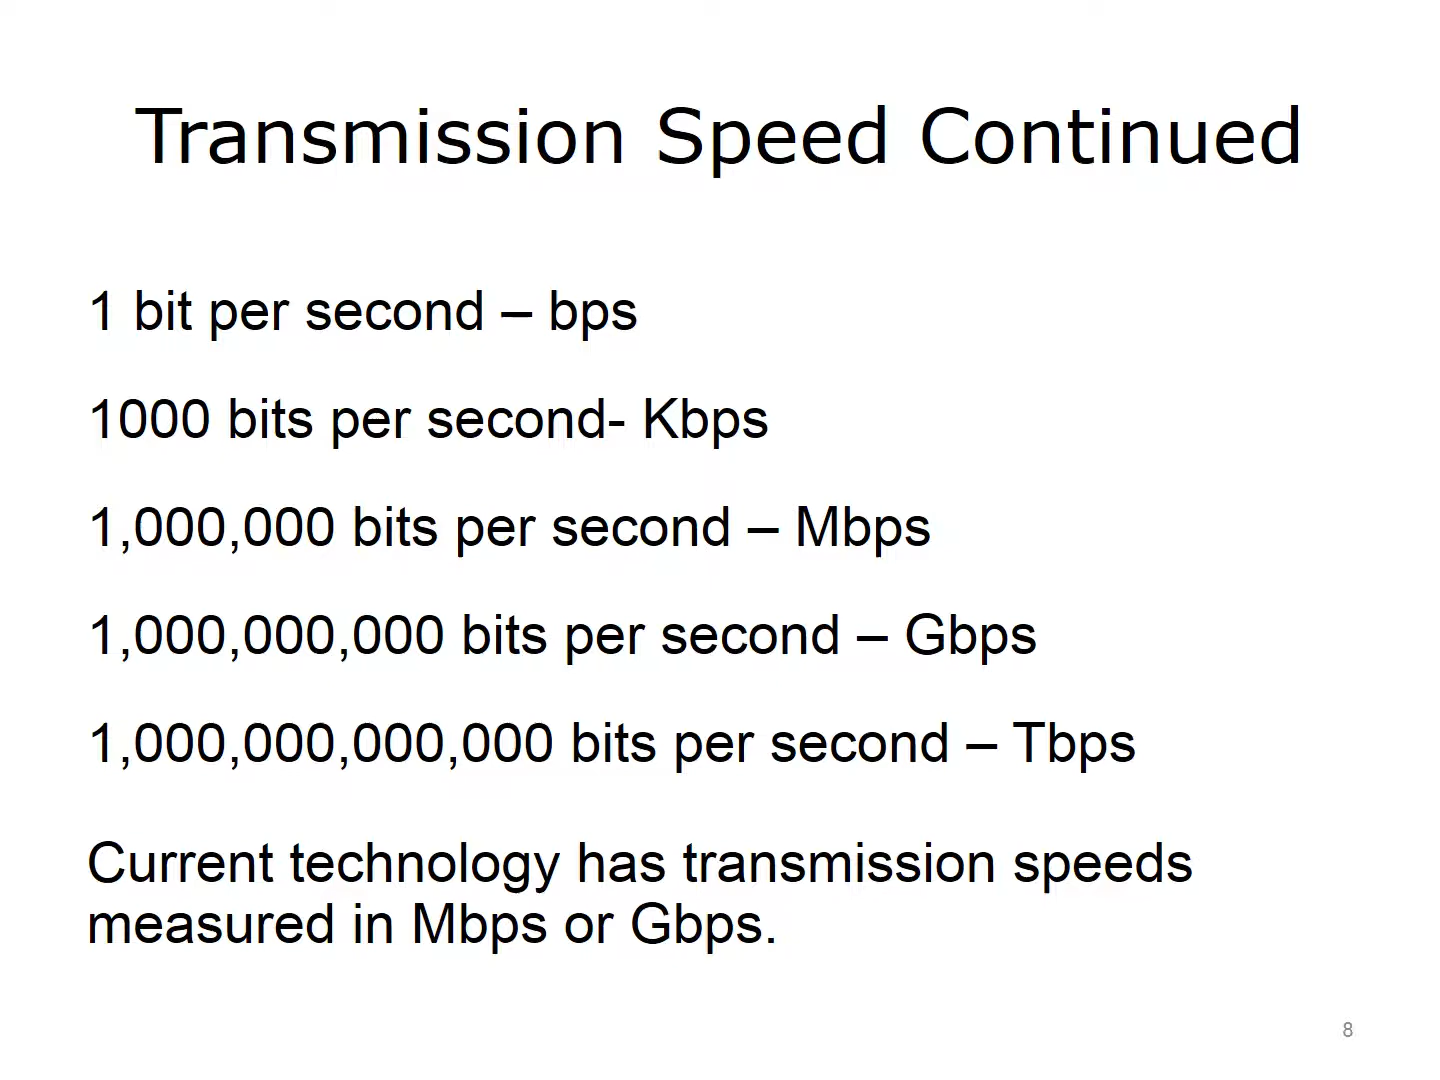 Transmission Speed Continued
1 bit per second – bps
1000 bits per second- Kbps
1,000,000 bits per second – Mbps
1,000,000,000 bits per second – Gbps
1,000,000,000,000 bits per second – Tbps
Current technology has transmission speeds
measured in Mbps or Gbps.
8